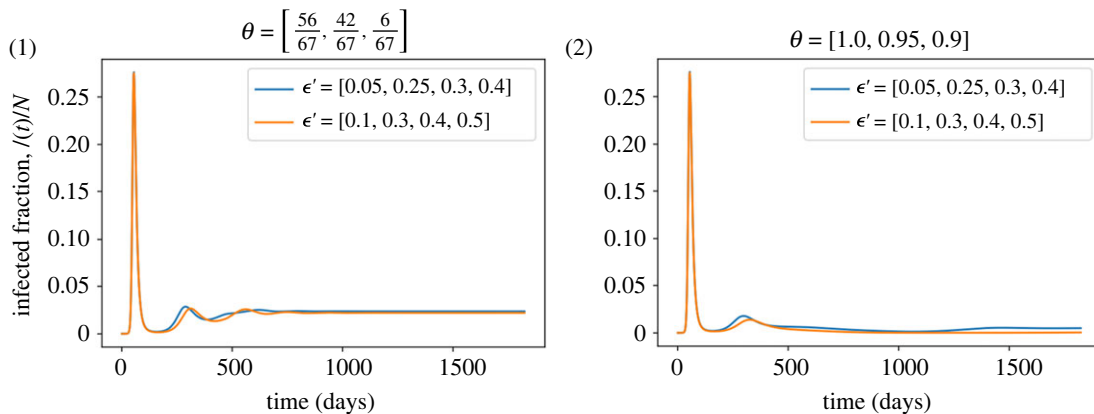 (1)
θ = [56/67, 42/67, 6/67]
ϵ′ = [0.05, 0.25, 0.3, 0.4]
ϵ′ = [0.1, 0.3, 0.4, 0.5]
infected fraction, I(t)/N
0.25
0.20
0.15
0.10
0.05
0
0
500
1000
1500
time (days)
(2)
θ = [1.0, 0.95, 0.9]
ϵ′ = [0.05, 0.25, 0.3, 0.4]
ϵ′ = [0.1, 0.3, 0.4, 0.5]
0.25
0.20
0.15
0.10
0.05
0
0
500
1000
1500
time (days)